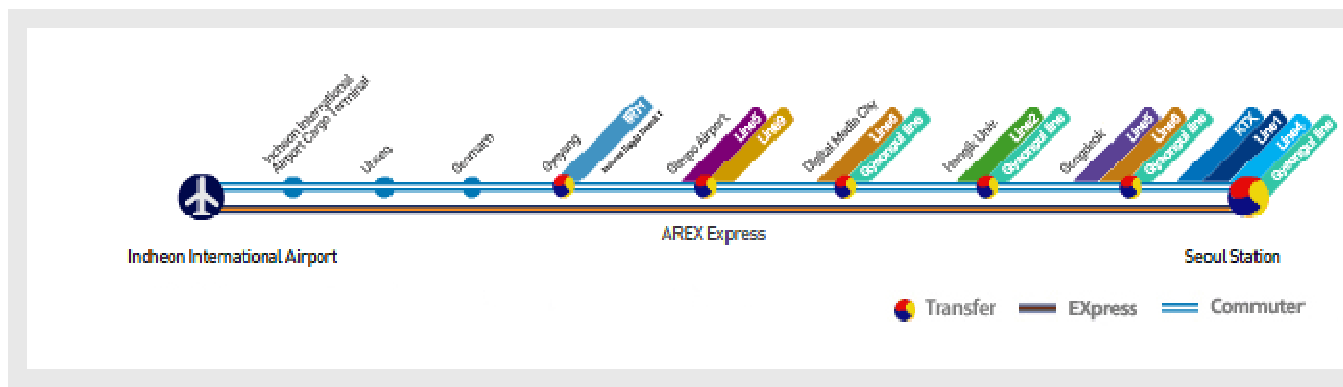 Incheon International
Airport Cargo Terminal
Unseo
Geomam
Gyeyang
Gimpo Airport
Line5
Line9
Digital Media City
Line6
Gyeongui line
Hongik Univ.
Line2
Gyeongui line
Gongdeok
Line5
Line6
Gyeongui line
KTX
Line1
Line4
Gyeongui line
AREX Express
Incheon International Airport
Seoul Station
Transfer
EXpress
Commuter